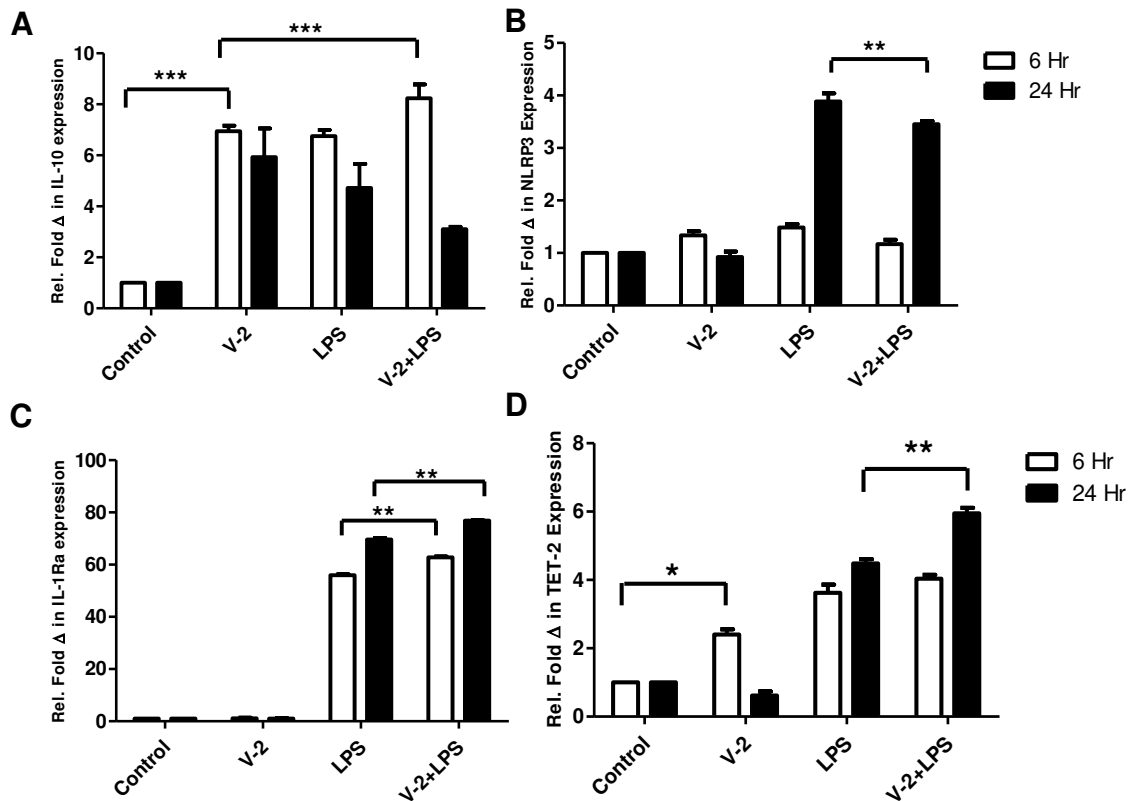 A
Rel. Fold Δ in IL-10 expression
10
8
6
4
2
0
***
***
Control
V-2
LPS
V-2+LPS
B
Rel. Fold Δ in NLRP3 Expression
5
4
3
2
1
0
**
Control
V-2
LPS
V-2+LPS
6 Hr
24 Hr
C
Rel. Fold Δ in IL-1Ra expression
100
80
60
40
20
0
**
**
Control
V-2
LPS
V-2+LPS
D
Rel. Fold Δ in TET-2 Expression
8
6
4
2
0
*
**
Control
V-2
LPS
V-2+LPS
6 Hr
24 Hr